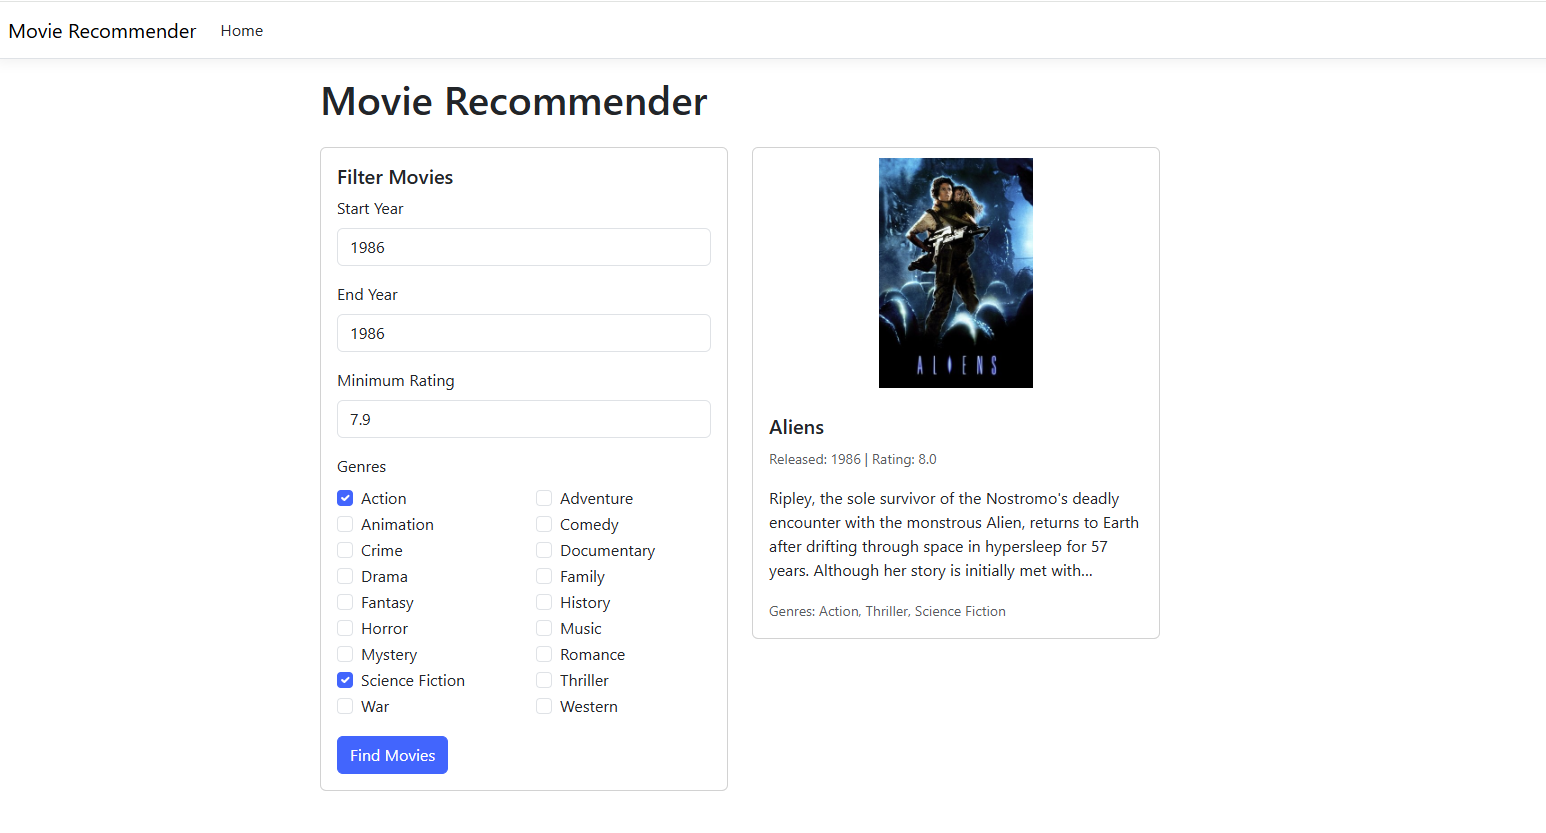 Movie Recommender Home
Movie Recommender
Filter Movies
Start Year
1986
End Year
1986
Minimum Rating
7.9
Genres
Action Adventure
Animation Comedy
Crime Documentary
Drama Family
Fantasy History
Horror Music
Mystery Romance
Science Fiction Thriller
War Western
Find Movies
ALIENS
Aliens
Released: 1986 | Rating: 8.0
Ripley, the sole survivor of the Nostromo's deadly
encounter with the monstrous Alien, returns to Earth
after drifting through space in hypersleep for 57
years. Although her story is initially met with...
Genres: Action, Thriller, Science Fiction